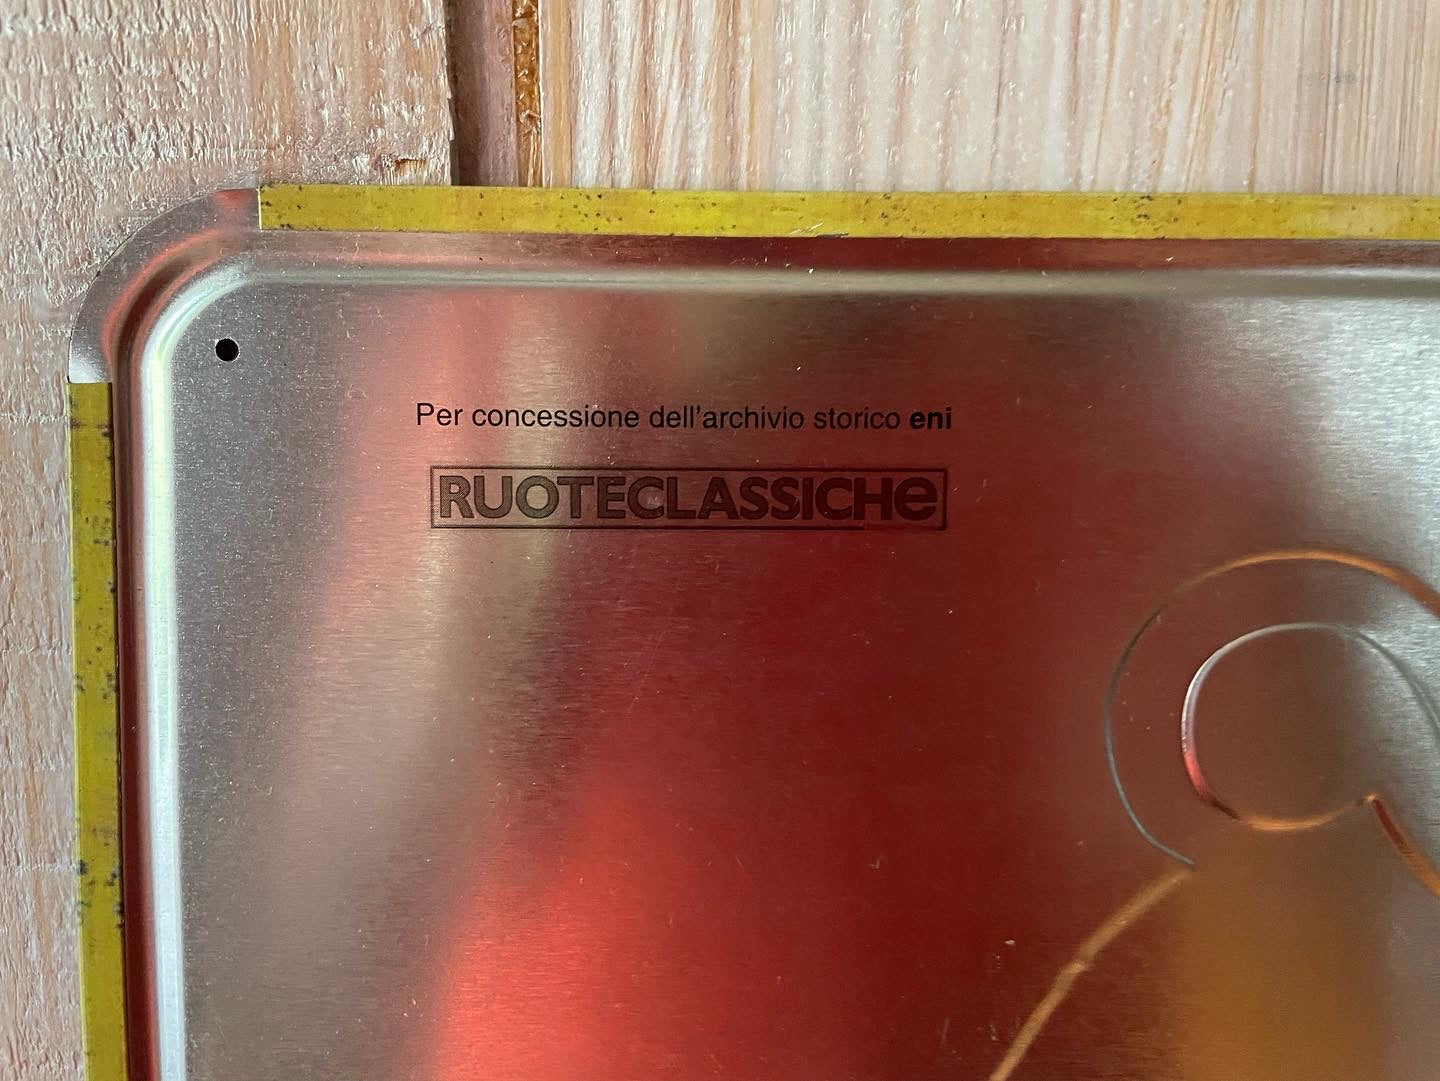 Per concessione dell'archivio storico eni
RUOTECLASSICHe